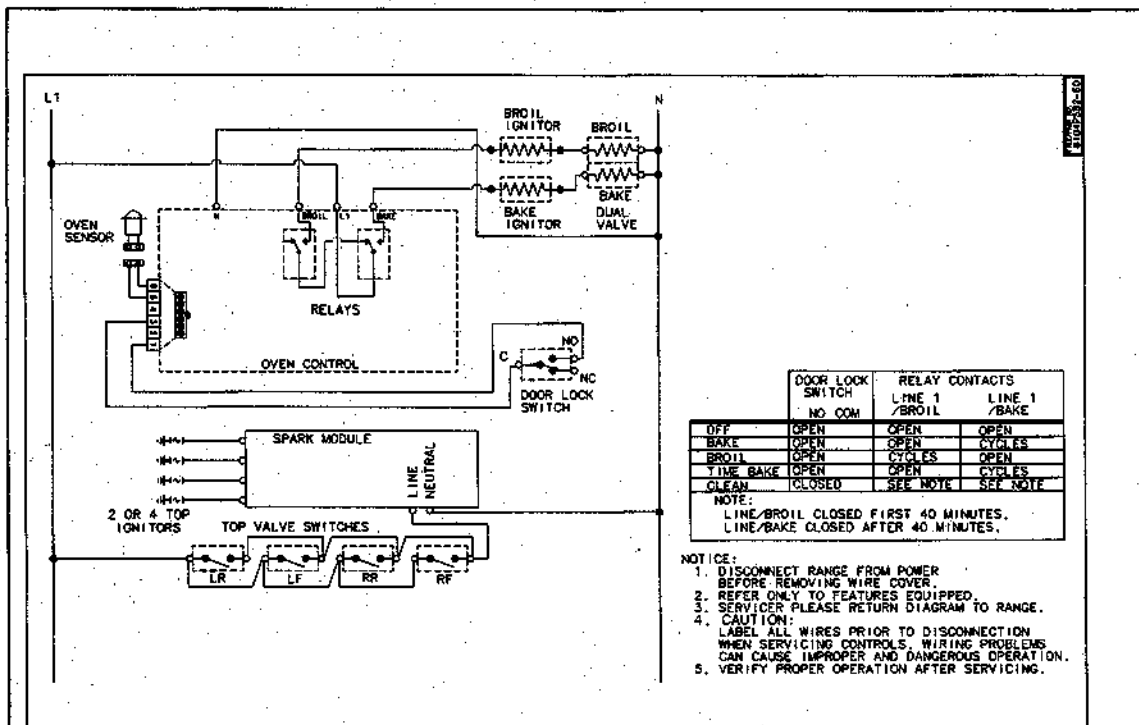 L1
N
BROIL
IGNITOR
BROIL
BAKE
IGNITOR
BAKE
DUAL
VALVE
OVEN
SENSOR
N
BROIL
L1
BAKE
RELAYS
OVEN CONTROL
NO
C
NC
DOOR LOCK
SWITCH
SPARK MODULE
LINE
NEUTRAL
2 OR 4 TOP
IGNITORS
TOP VALVE SWITCHES
LR
LF
RR
RF
DOOR LOCK
SWITCH
NO COM
RELAY CONTACTS
LINE 1
/BROIL
LINE 1
/BAKE
OFF OPEN OPEN OPEN
BAKE OPEN OPEN CYCLES
BROIL OPEN CYCLES OPEN
TIME BAKE OPEN OPEN CYCLES
CLEAN CLOSED SEE NOTE SEE NOTE
NOTE:
LINE/BROIL CLOSED FIRST 40 MINUTES.
LINE/BAKE CLOSED AFTER 40 MINUTES.
NOTICE:
1. DISCONNECT RANGE FROM POWER
BEFORE REMOVING WIRE COVER.
2. REFER ONLY TO FEATURES EQUIPPED.
3. SERVICER PLEASE RETURN DIAGRAM TO RANGE.
4. CAUTION:
LABEL ALL WIRES PRIOR TO DISCONNECTION
WHEN SERVICING CONTROLS. WIRING PROBLEMS
CAN CAUSE IMPROPER AND DANGEROUS OPERATION.
5. VERIFY PROPER OPERATION AFTER SERVICING.